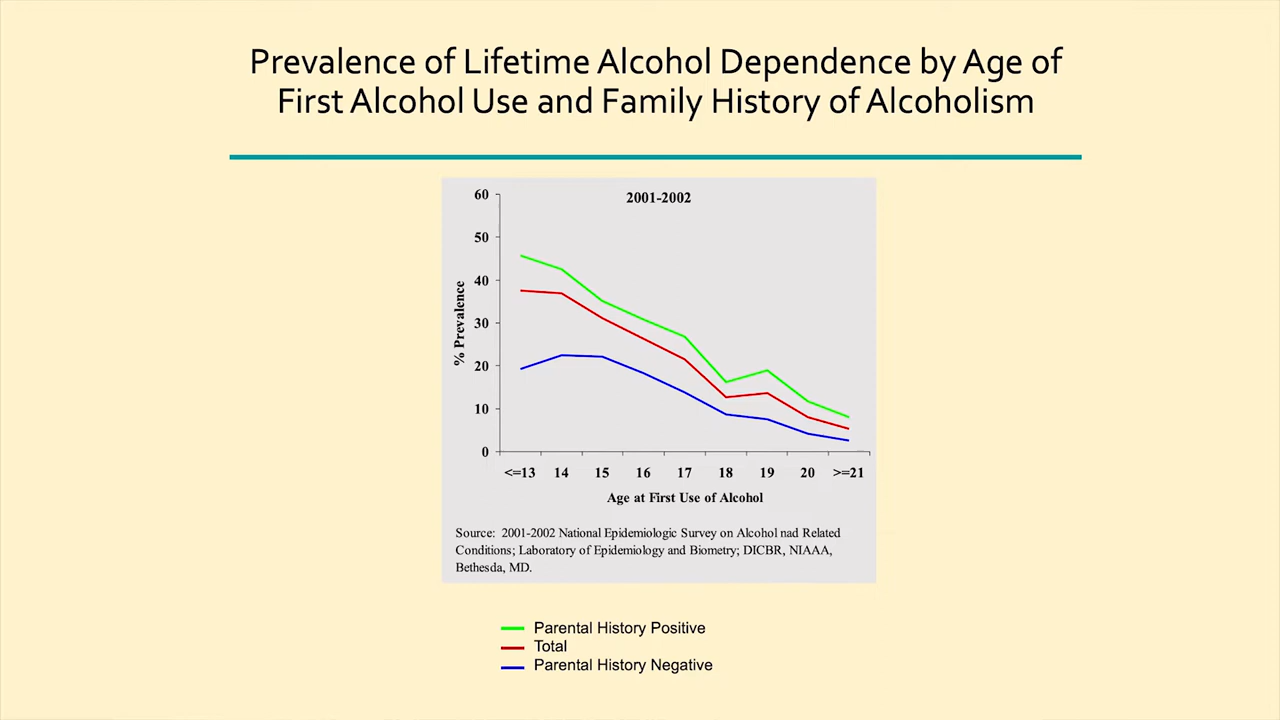 Prevalence of Lifetime Alcohol Dependence by Age of
First Alcohol Use and Family History of Alcoholism
2001-2002
60
50
40
30
20
10
0
% Prevalence
<=13 14 15 16 17 18 19 20 >=21
Age at First Use of Alcohol
Source: 2001-2002 National Epidemiologic Survey on Alcohol nad Related
Conditions; Laboratory of Epidemiology and Biometry; DICBR, NIAAA,
Bethesda, MD.
Parental History Positive
Total
Parental History Negative